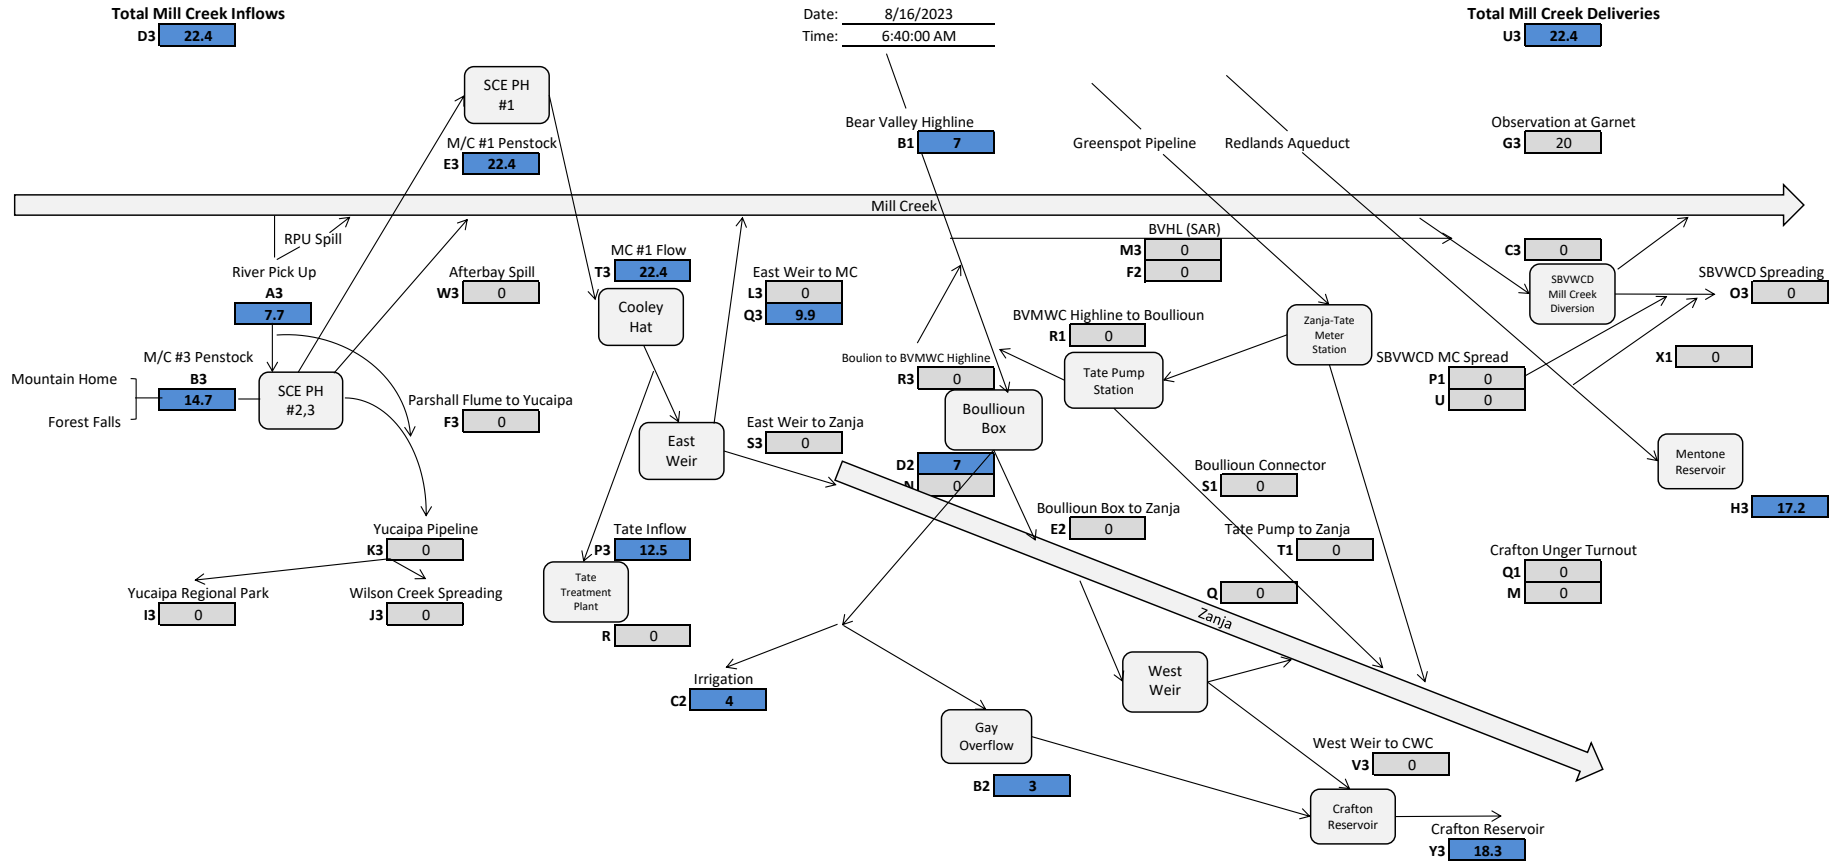 Total Mill Creek Inflows
D3 22.4
Date: 8/16/2023
Time: 6:40:00 AM
Total Mill Creek Deliveries
U3 22.4
SCE PH
#1
M/C #1 Penstock
E3 22.4
Bear Valley Highline
B1 7
Greenspot Pipeline
Redlands Aqueduct
Observation at Garnet
G3 20
Mill Creek
RPU Spill
River Pick Up
A3
7.7
Afterbay Spill
W3 0
MC #1 Flow
T3 22.4
Cooley
Hat
East Weir to MC
L3 0
Q3 9.9
BVHL (SAR)
M3 0
F2 0
C3 0
SBVWCD
Mill Creek
Diversion
SBVWCD Spreading
O3 0
BVMWC Highline to Boullioun
R1 0
Zanja-Tate
Meter
Station
M/C #3 Penstock
B3
14.7
Mountain Home
Forest Falls
SCE PH
#2,3
Parshall Flume to Yucaipa
F3 0
Boulion to BVMWC Highline
R3 0
Tate Pump
Station
SBVWCD MC Spread
P1 0
U 0
X1 0
Boullioun
Box
East
Weir
East Weir to Zanja
S3 0
D2 7
N 0
Boullioun Connector
S1 0
Mentone
Reservoir
H3 17.2
Yucaipa Pipeline
K3 0
Tate Inflow
P3 12.5
Boullioun Box to Zanja
E2 0
Tate Pump to Zanja
T1 0
Crafton Unger Turnout
Q1 0
M 0
Yucaipa Regional Park
I3 0
Wilson Creek Spreading
J3 0
Tate
Treatment
Plant
R 0
Q 0
Zanja
Irrigation
C2 4
West
Weir
Gay
Overflow
B2 3
West Weir to CWC
V3 0
Crafton
Reservoir
Crafton Reservoir
Y3 18.3